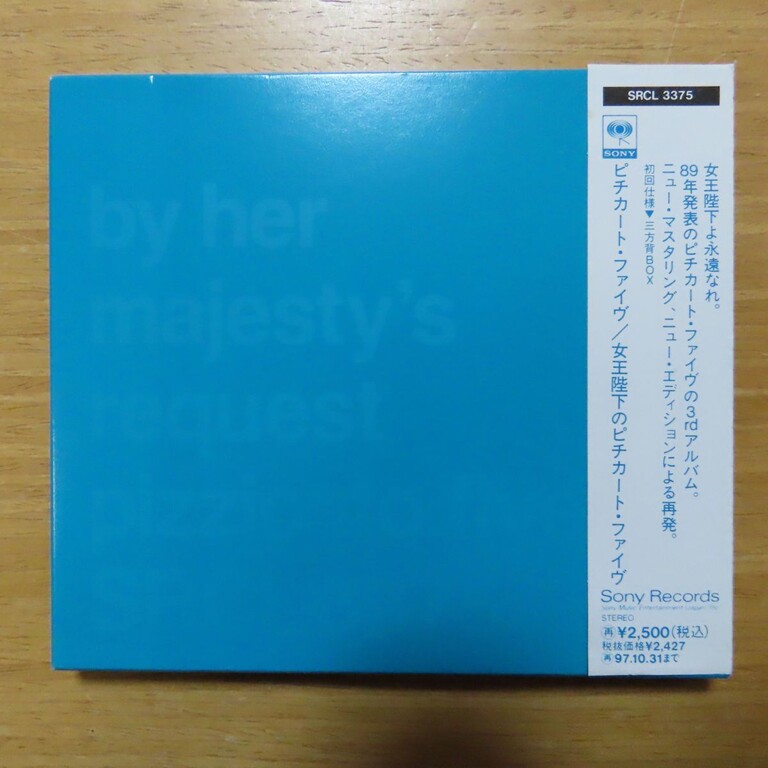 by her
majesty's
request
SRCL 3375
SONY
女王陛下よ永遠なれ。
89年発表のピチカート・ファイヴの3rdアルバム。
ニュー・マスタリング、ニュー・エディションによる再発。
初回仕様▼三方背BOX
ピチカート・ファイヴ/女王陛下のピチカート・ファイヴ
Sony Records
STEREO
再¥2,500(税込)
税抜価格¥2,427
再97.10.31まで